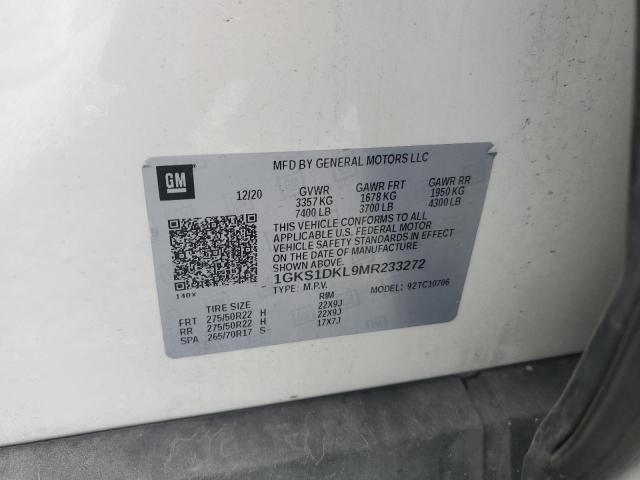 GM
MFD BY GENERAL MOTORS LLC
12/20 GVWR GAWR FRT GAWR RR
3357 KG 1678 KG 1950 KG
7400 LB 3700 LB 4300 LB
THIS VEHICLE CONFORMS TO ALL
APPLICABLE U.S. FEDERAL MOTOR
VEHICLE SAFETY STANDARDS IN EFFECT
ON THE DATE OF MANUFACTURE
SHOWN ABOVE.
1GKS1DKL9MR233272
TYPE: M.P.V. MODEL: 92TC10706
140X
TIRE SIZE RIM
FRT 275/50R22 H 22X9J
RR 275/50R22 H 22X9J
SPA 265/70R17 S 17X7J